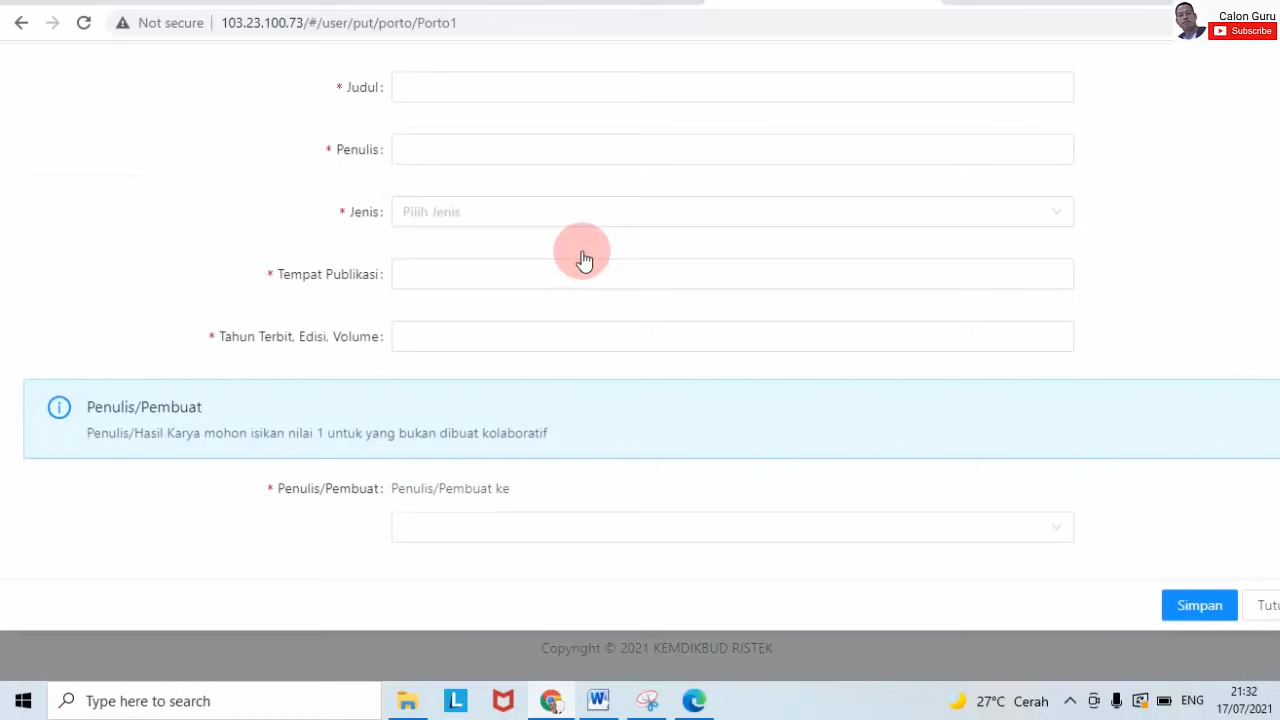 Not secure 103.23.100.73/#/user/put/porto/Porto1
Calon Guru
Subscribe
* Judul:
* Penulis:
* Jenis: Pilih Jenis
* Tempat Publikasi:
* Tahun Terbit, Edisi, Volume:
Penulis/Pembuat
Penulis/Hasil Karya mohon isikan nilai 1 untuk yang bukan dibuat kolaboratif
* Penulis/Pembuat: Penulis/Pembuat ke
Simpan Tutu
Copyright © 2021 KEMDIKBUD RISTEK
Type here to search
27°C Cerah
ENG
21:32
17/07/2021